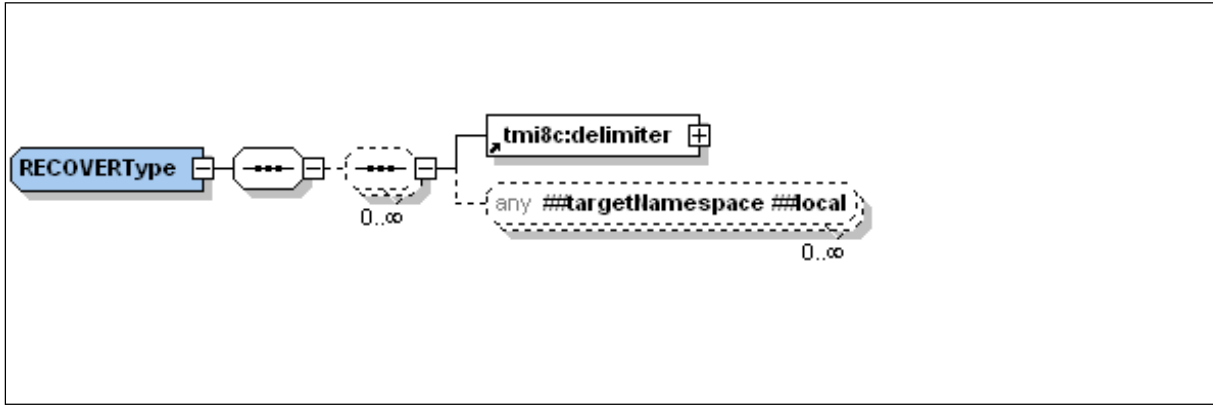 RECOVERType
tmi8c:delimiter
any ##targetNamespace ##local
0..∞
0..∞